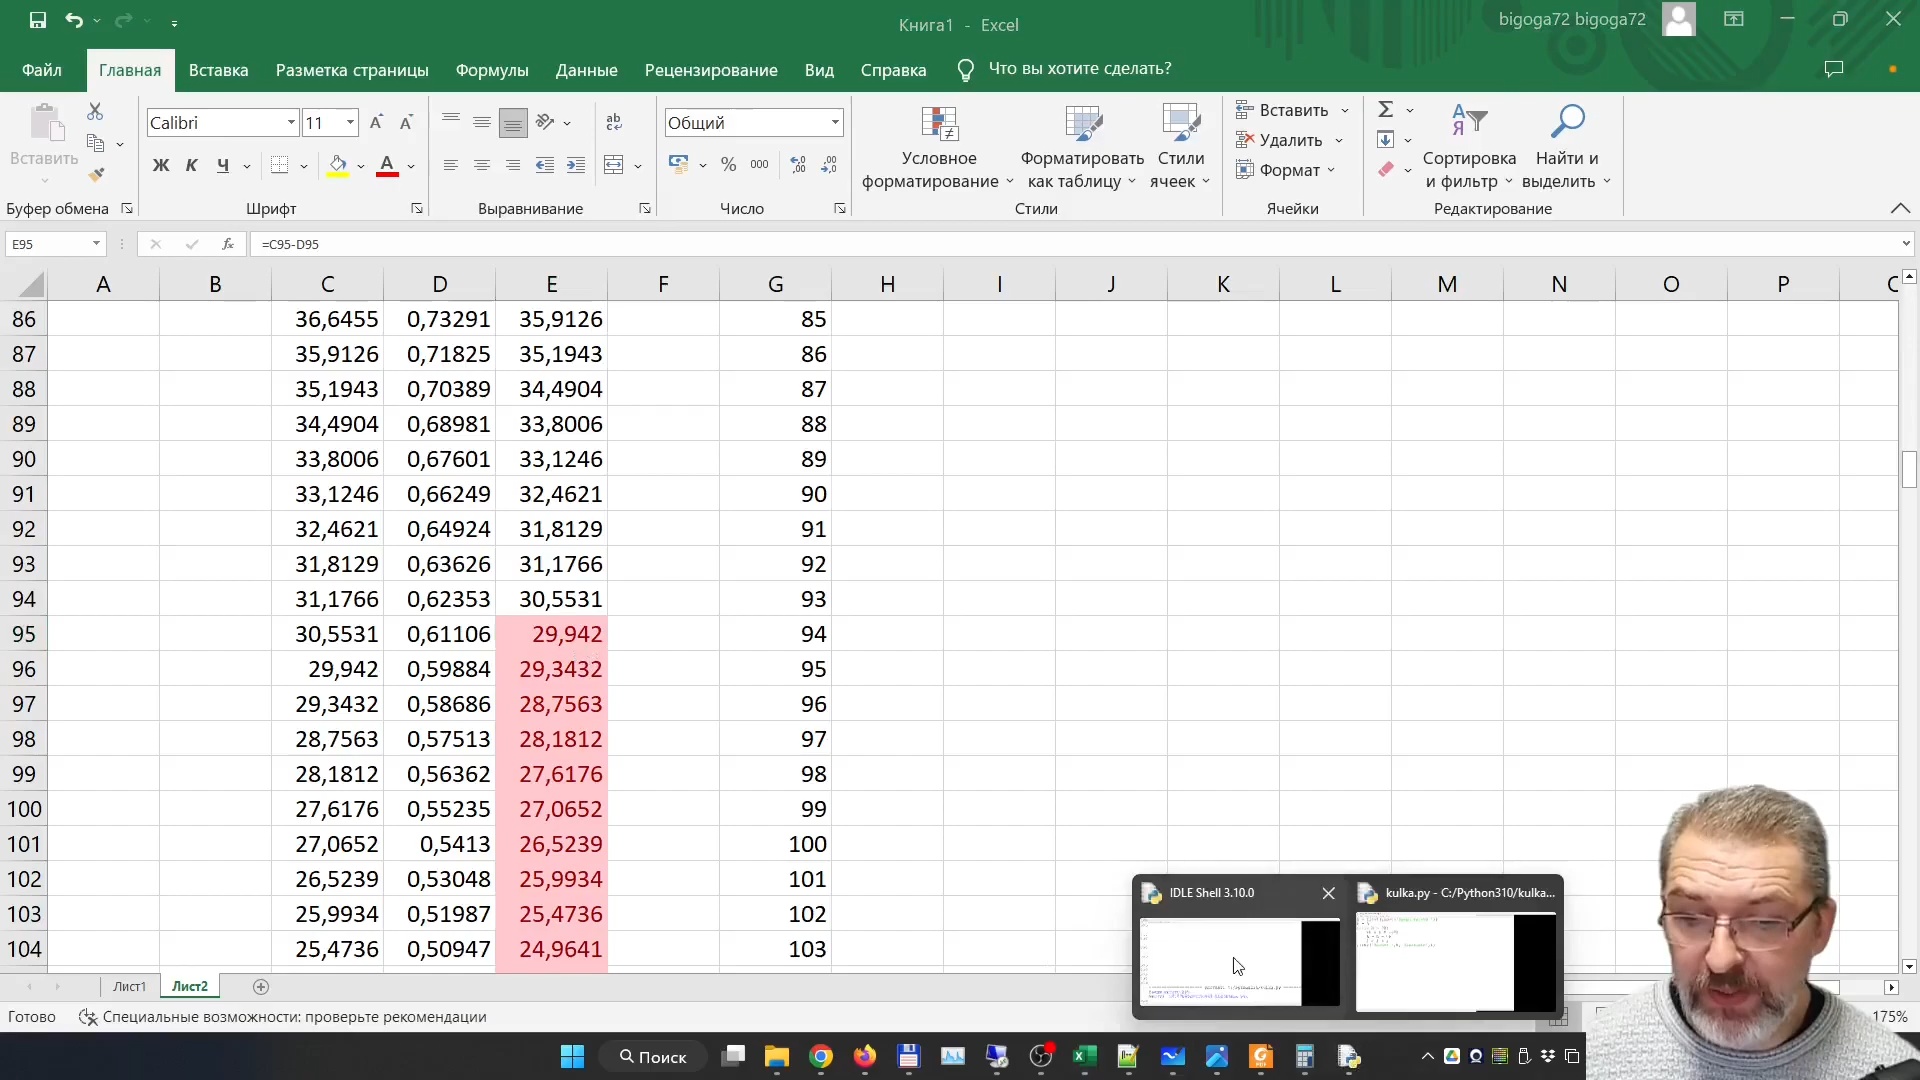 Книга1 - Excel
bigoga72 bigoga72
Файл Главная Вставка Разметка страницы Формулы Данные Рецензирование Вид Справка Что вы хотите сделать?
Вставить
Calibri 11
Ж К Ч
Общий
% 000
Условное форматирование
Форматировать как таблицу
Стили ячеек
Вставить
Удалить
Формат
Сортировка и фильтр
Найти и выделить
Буфер обмена Шрифт Выравнивание Число Стили Ячейки Редактирование
E95 fx =C95-D95
A B C D E F G H I J K L M N O P
86 36,6455 0,73291 35,9126 85
87 35,9126 0,71825 35,1943 86
88 35,1943 0,70389 34,4904 87
89 34,4904 0,68981 33,8006 88
90 33,8006 0,67601 33,1246 89
91 33,1246 0,66249 32,4621 90
92 32,4621 0,64924 31,8129 91
93 31,8129 0,63626 31,1766 92
94 31,1766 0,62353 30,5531 93
95 30,5531 0,61106 29,942 94
96 29,942 0,59884 29,3432 95
97 29,3432 0,58686 28,7563 96
98 28,7563 0,57513 28,1812 97
99 28,1812 0,56362 27,6176 98
100 27,6176 0,55235 27,0652 99
101 27,0652 0,5413 26,5239 100
102 26,5239 0,53048 25,9934 101
103 25,9934 0,51987 25,4736 102
104 25,4736 0,50947 24,9641 103
IDLE Shell 3.10.0
kulka.py - C:/Python310/kulka...
Лист1 Лист2
Готово Специальные возможности: проверьте рекомендации
175%
Поиск